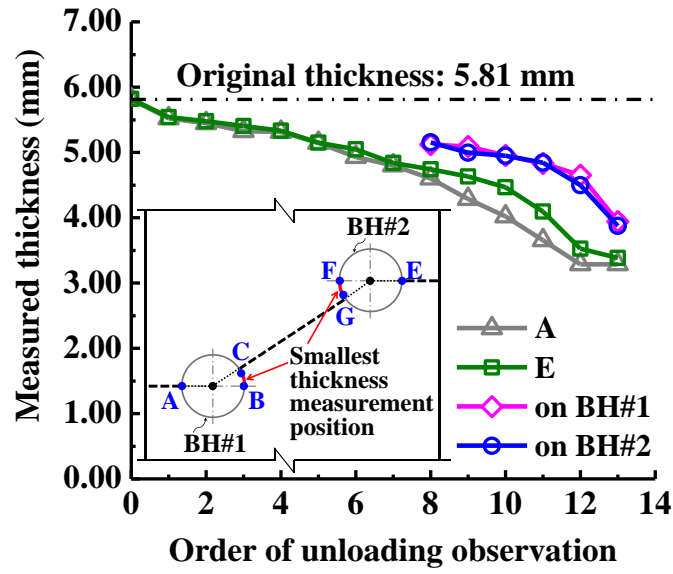 Measured thickness (mm)
7.00
6.00
5.00
4.00
3.00
2.00
1.00
0.00
Original thickness: 5.81 mm
BH#2
F
E
G
C
Smallest
thickness
measurement
position
A
B
BH#1
A
E
on BH#1
on BH#2
0 2 4 6 8 10 12 14
Order of unloading observation